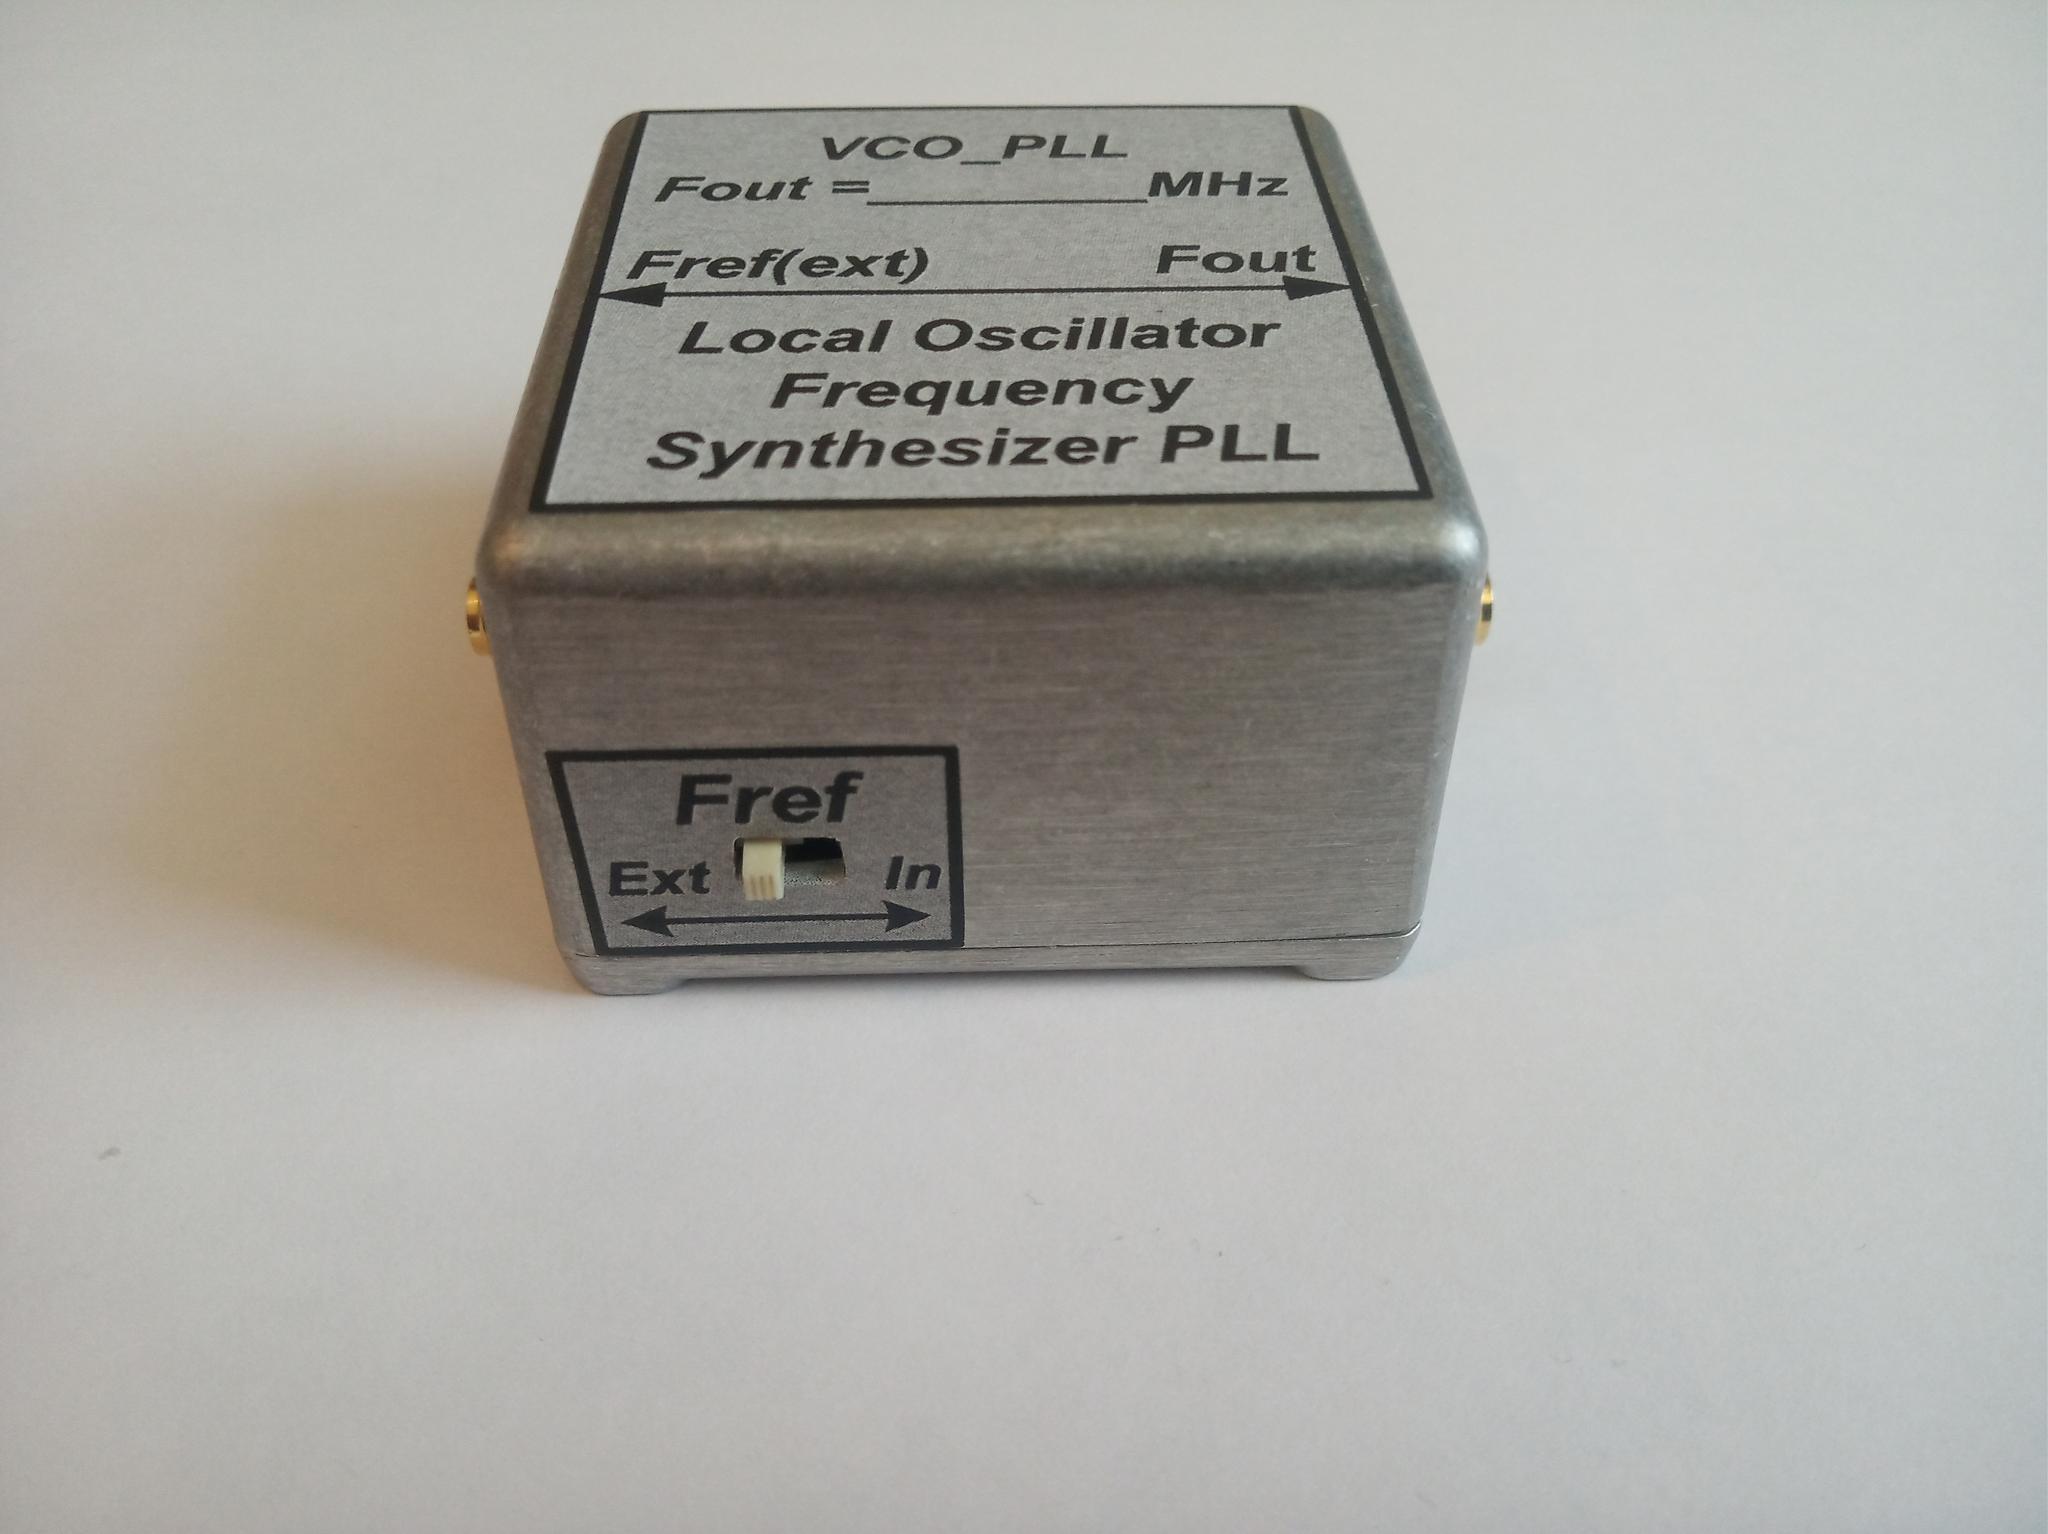 VCO_PLL
Fout =__________MHz
Fref(ext) Fout
Local Oscillator
Frequency
Synthesizer PLL
Fref
Ext In